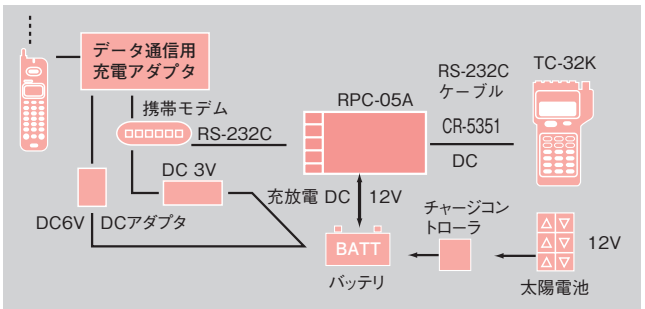 データ通信用
充電アダプタ
携帯モデム
RS-232C
RPC-05A
RS-232C
ケーブル
CR-5351
DC
TC-32K
DC 3V
DC6V DCアダプタ
充放電 DC 12V
BATT
バッテリ
チャージコン
トローラ
12V
太陽電池